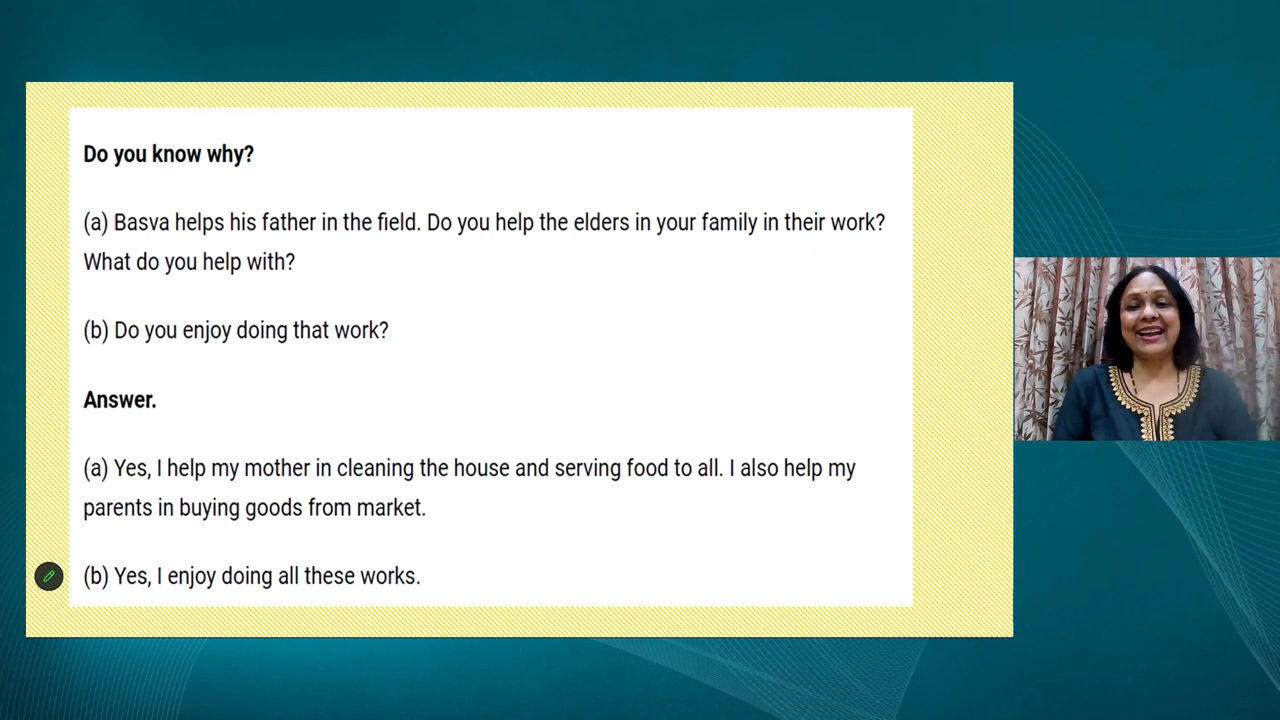 Do you know why?
(a) Basva helps his father in the field. Do you help the elders in your family in their work?
What do you help with?
(b) Do you enjoy doing that work?
Answer.
(a) Yes, I help my mother in cleaning the house and serving food to all. I also help my
parents in buying goods from market.
(b) Yes, I enjoy doing all these works.